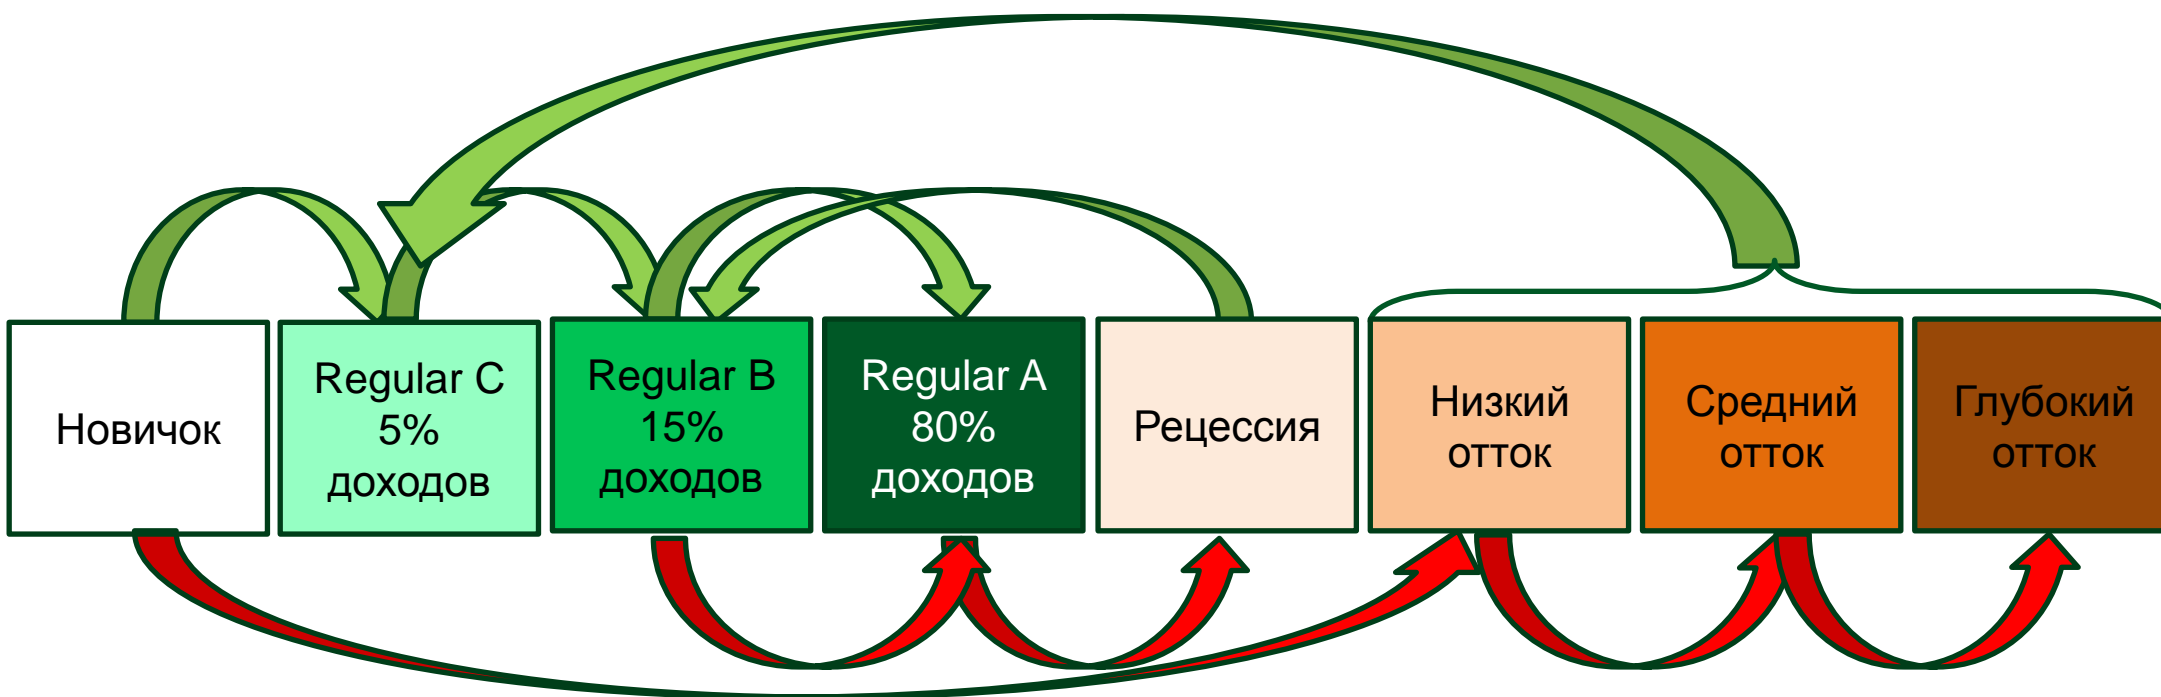 Новичок
Regular C
5%
доходов
Regular B
15%
доходов
Regular A
80%
доходов
Рецессия
Низкий
отток
Средний
отток
Глубокий
отток